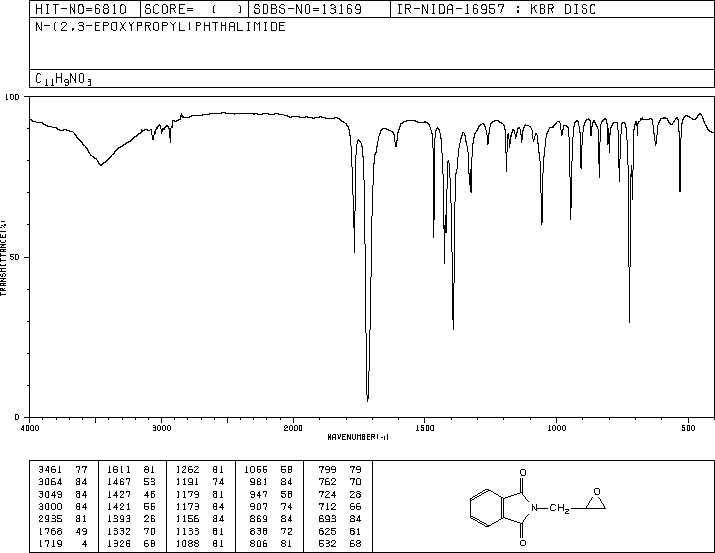 HIT-NO=6810 SCORE= ( ) SDBS-NO=13169 IR-NIDA-16957 : KBR DISC
N-(2,3-EPOXYPROPYL)PHTHALIMIDE
C11H9NO3
100
50
0
TRANSMITTANCE(%)
4000 3000 2000 1500 1000 500
WAVENUMBER(-1)
3461 77 1611 81 1262 81 1055 58 799 79
3064 84 1467 53 1191 74 981 84 762 70
3049 84 1427 46 1179 81 947 58 724 28
3000 84 1421 55 1173 84 907 74 712 66
2935 81 1393 26 1156 84 869 84 693 84
1768 49 1332 70 1133 81 838 72 625 81
1719 4 1326 68 1088 81 806 81 532 68
O
N CH2 O
O